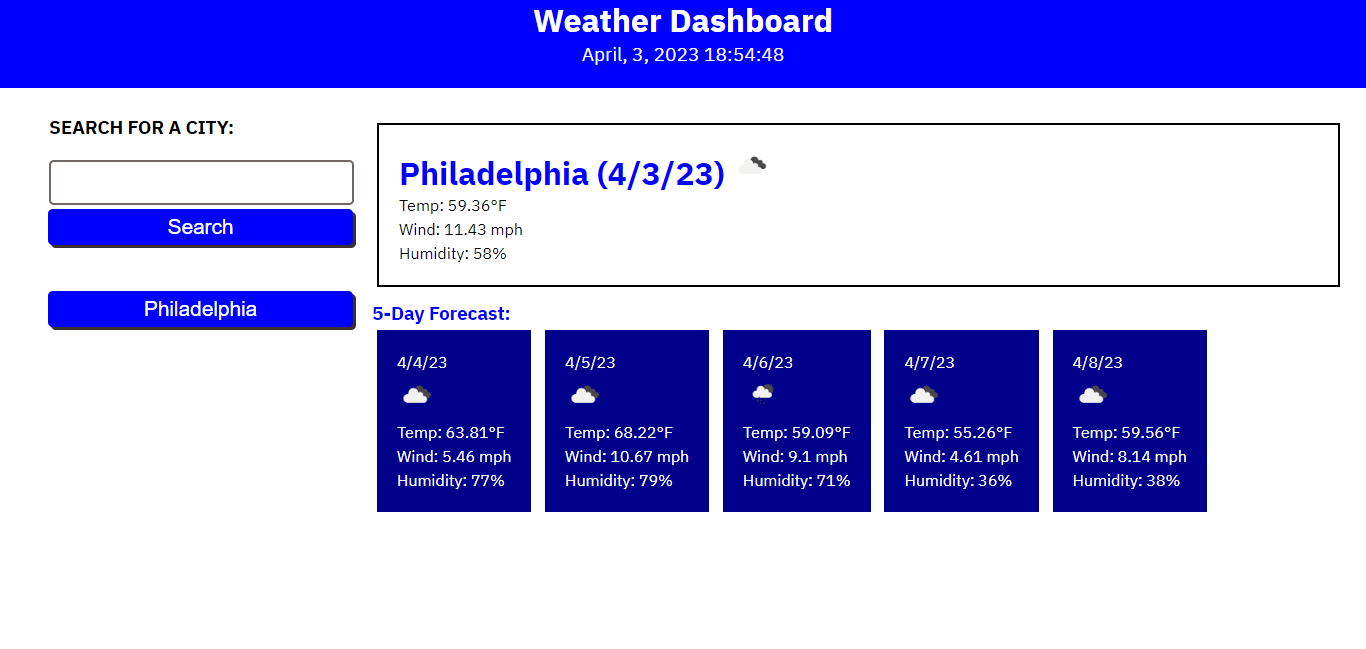 Weather Dashboard
April, 3, 2023 18:54:48
SEARCH FOR A CITY:
Search
Philadelphia
Philadelphia (4/3/23)
Temp: 59.36°F
Wind: 11.43 mph
Humidity: 58%
5-Day Forecast:
4/4/23
Temp: 63.81°F
Wind: 5.46 mph
Humidity: 77%
4/5/23
Temp: 68.22°F
Wind: 10.67 mph
Humidity: 79%
4/6/23
Temp: 59.09°F
Wind: 9.1 mph
Humidity: 71%
4/7/23
Temp: 55.26°F
Wind: 4.61 mph
Humidity: 36%
4/8/23
Temp: 59.56°F
Wind: 8.14 mph
Humidity: 38%